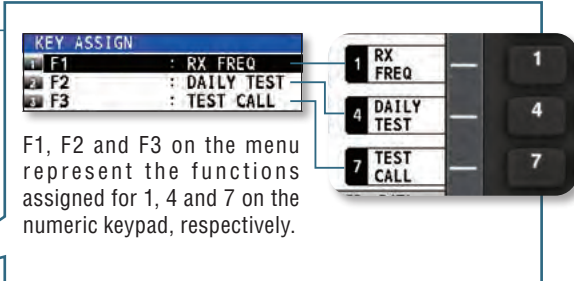 KEY ASSIGN
1 F1 : RX FREQ
2 F2 : DAILY TEST
3 F3 : TEST CALL
F1, F2 and F3 on the menu
represent the functions
assigned for 1, 4 and 7 on the
numeric keypad, respectively.
1 RX FREQ
4 DAILY TEST
7 TEST CALL
1
4
7